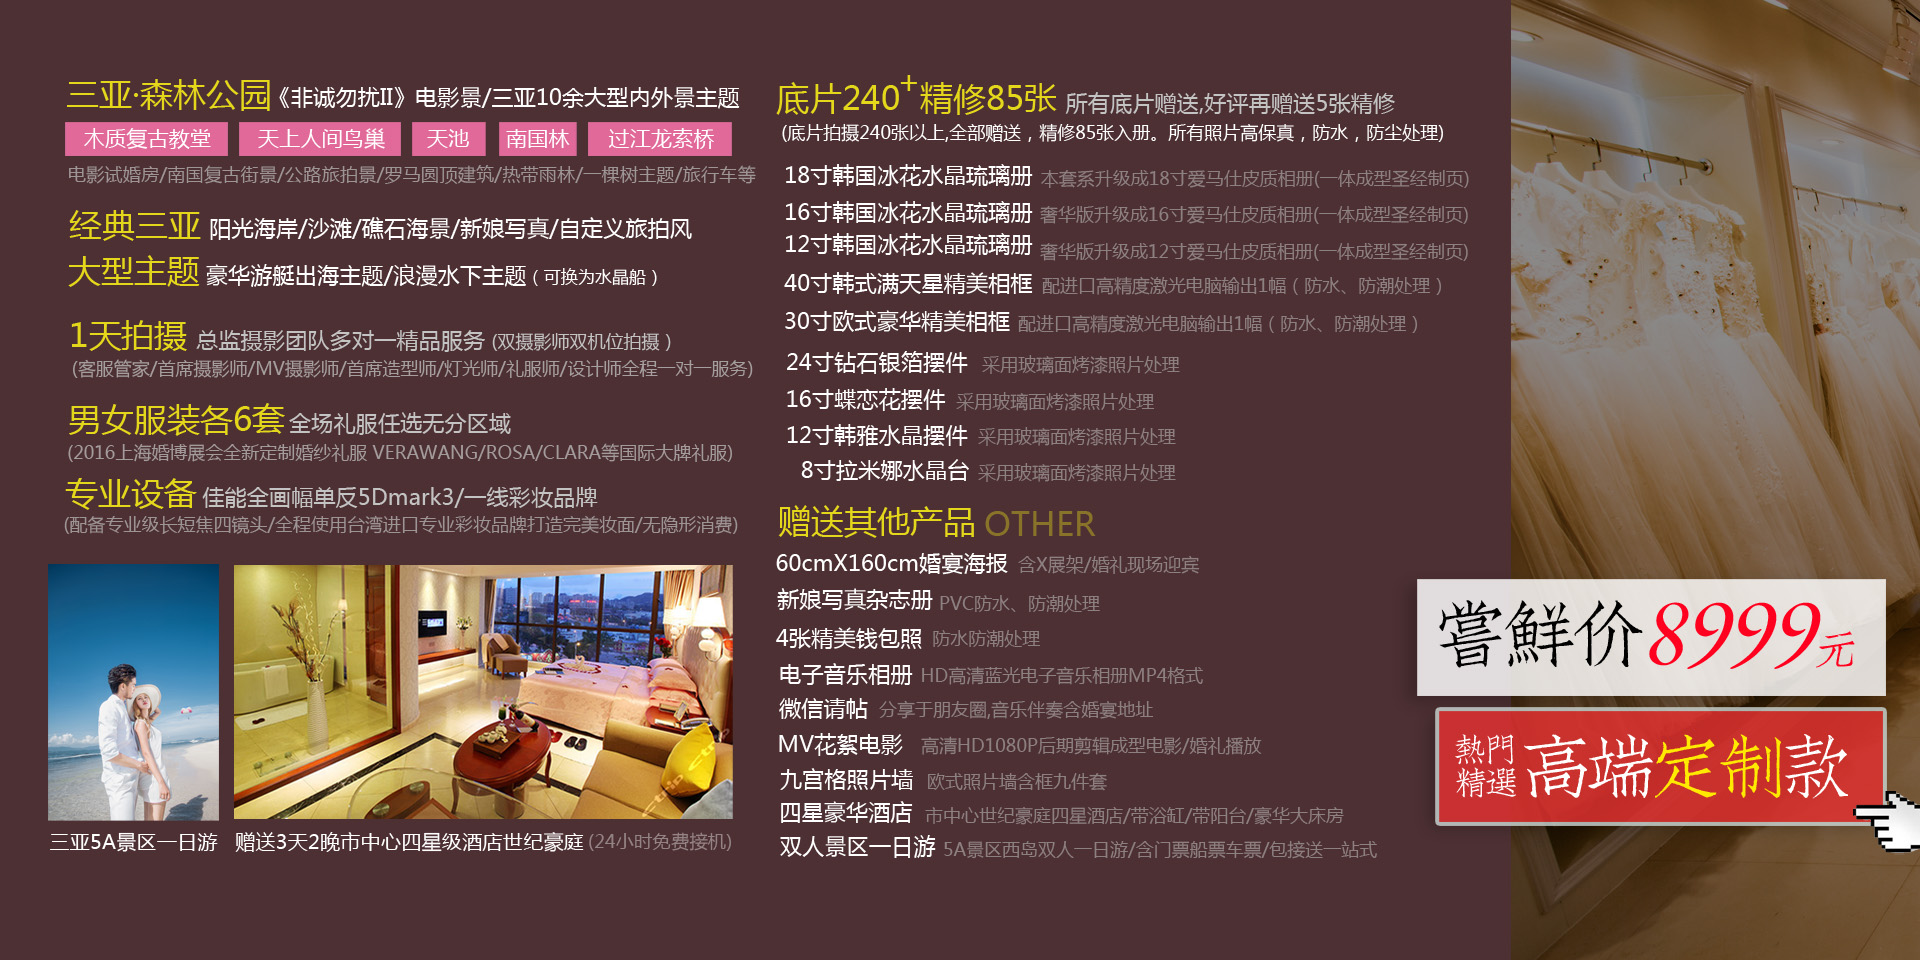 三亚·森林公园《非诚勿扰II》电影景/三亚10余大型内外景主题
木质复古教堂 天上人间鸟巢 天池 南国林 过江龙索桥
电影试婚房/南国复古街景/公路旅拍景/罗马圆顶建筑/热带雨林/一棵树主题/旅行车等
经典三亚 阳光海岸/沙滩/礁石海景/新娘写真/自定义旅拍风
大型主题 豪华游艇出海主题/浪漫水下主题（可换为水晶船）
1天拍摄 总监摄影团队多对一精品服务 (双摄影师双机位拍摄）
(客服管家/首席摄影师/MV摄影师/首席造型师/灯光师/礼服师/设计师全程一对一服务)
男女服装各6套 全场礼服任选无分区域
(2016上海婚博展会全新定制婚纱礼服 VERAWANG/ROSA/CLARA等国际大牌礼服)
专业设备 佳能全画幅单反5Dmark3/一线彩妆品牌
(配备专业级长短焦四镜头/全程使用台湾进口专业彩妆品牌打造完美妆面/无隐形消费)
三亚5A景区一日游
赠送3天2晚市中心四星级酒店世纪豪庭 (24小时免费接机)
底片240+精修85张 所有底片赠送,好评再赠送5张精修
(底片拍摄240张以上,全部赠送，精修85张入册。所有照片高保真，防水，防尘处理)
18寸韩国冰花水晶琉璃册 本套系升级成18寸爱马仕皮质相册(一体成型圣经制页)
16寸韩国冰花水晶琉璃册 奢华版升级成16寸爱马仕皮质相册(一体成型圣经制页)
12寸韩国冰花水晶琉璃册 奢华版升级成12寸爱马仕皮质相册(一体成型圣经制页)
40寸韩式满天星精美相框 配进口高精度激光电脑输出1幅（防水、防潮处理）
30寸欧式豪华精美相框 配进口高精度激光电脑输出1幅（防水、防潮处理）
24寸钻石银箔摆件 采用玻璃面烤漆照片处理
16寸蝶恋花摆件 采用玻璃面烤漆照片处理
12寸韩雅水晶摆件 采用玻璃面烤漆照片处理
8寸拉米娜水晶台 采用玻璃面烤漆照片处理
赠送其他产品 OTHER
60cmX160cm婚宴海报 含X展架/婚礼现场迎宾
新娘写真杂志册 PVC防水、防潮处理
4张精美钱包照 防水防潮处理
电子音乐相册 HD高清蓝光电子音乐相册MP4格式
微信请帖 分享于朋友圈,音乐伴奏含婚宴地址
MV花絮电影 高清HD1080P后期剪辑成型电影/婚礼播放
九宫格照片墙 欧式照片墙含框九件套
四星豪华酒店 市中心世纪豪庭四星酒店/带浴缸/带阳台/豪华大床房
双人景区一日游 5A景区西岛双人一日游/含门票船票车票/包接送一站式
嘗鮮价8999元
熱門精選 高端定制款